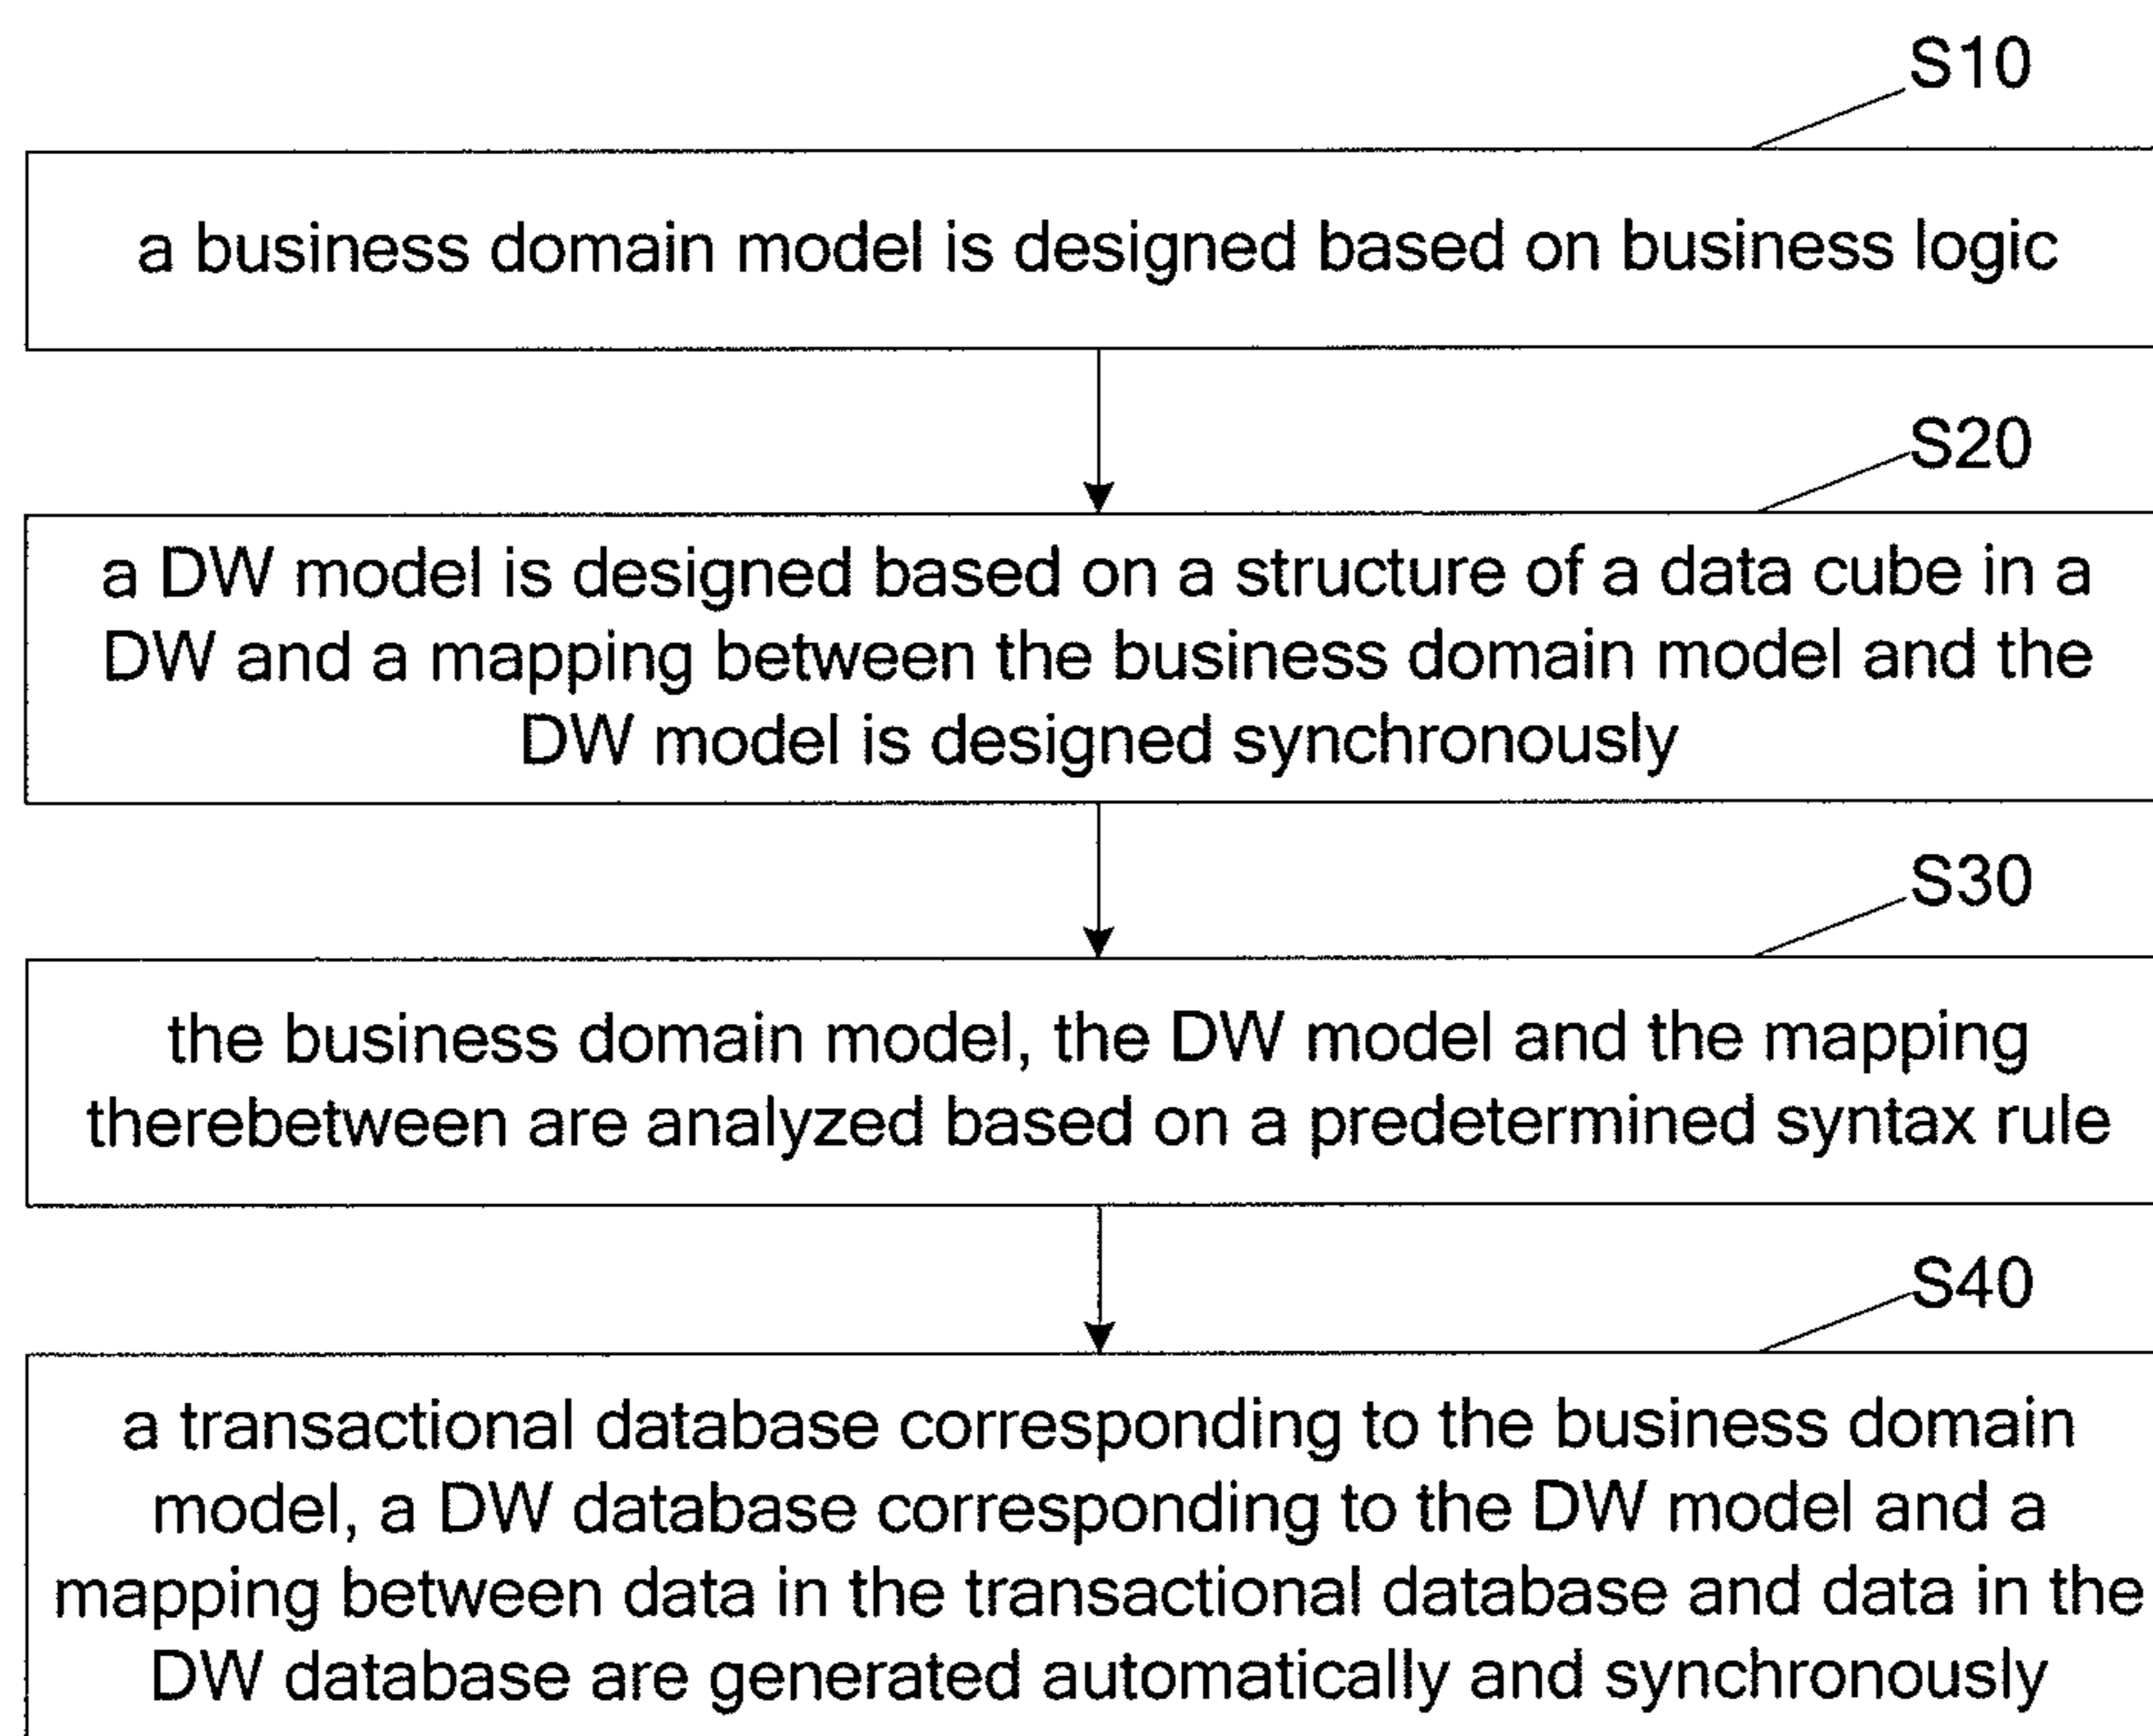 S10
a business domain model is designed based on business logic
S20
a DW model is designed based on a structure of a data cube in a
DW and a mapping between the business domain model and the
DW model is designed synchronously
S30
the business domain model, the DW model and the mapping
therebetween are analyzed based on a predetermined syntax rule
S40
a transactional database corresponding to the business domain
model, a DW database corresponding to the DW model and a
mapping between data in the transactional database and data in the
DW database are generated automatically and synchronously